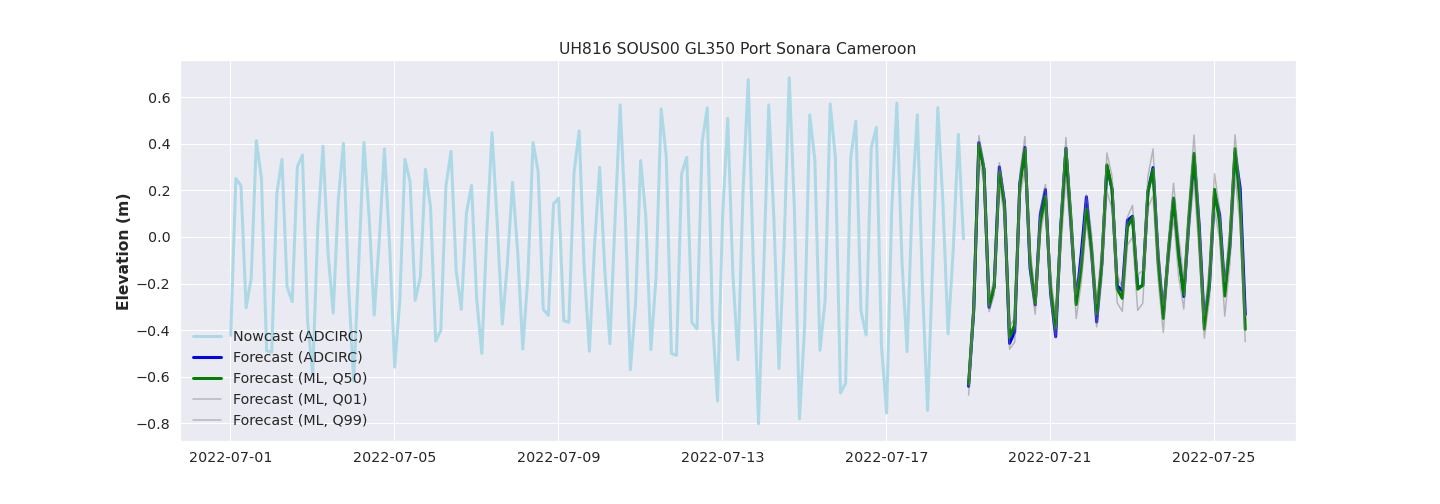 UH816 SOUS00 GL350 Port Sonara Cameroon
Elevation (m)
0.6
0.4
0.2
0.0
−0.2
−0.4
−0.6
−0.8
Nowcast (ADCIRC)
Forecast (ADCIRC)
Forecast (ML, Q50)
Forecast (ML, Q01)
Forecast (ML, Q99)
2022-07-01 2022-07-05 2022-07-09 2022-07-13 2022-07-17 2022-07-21 2022-07-25